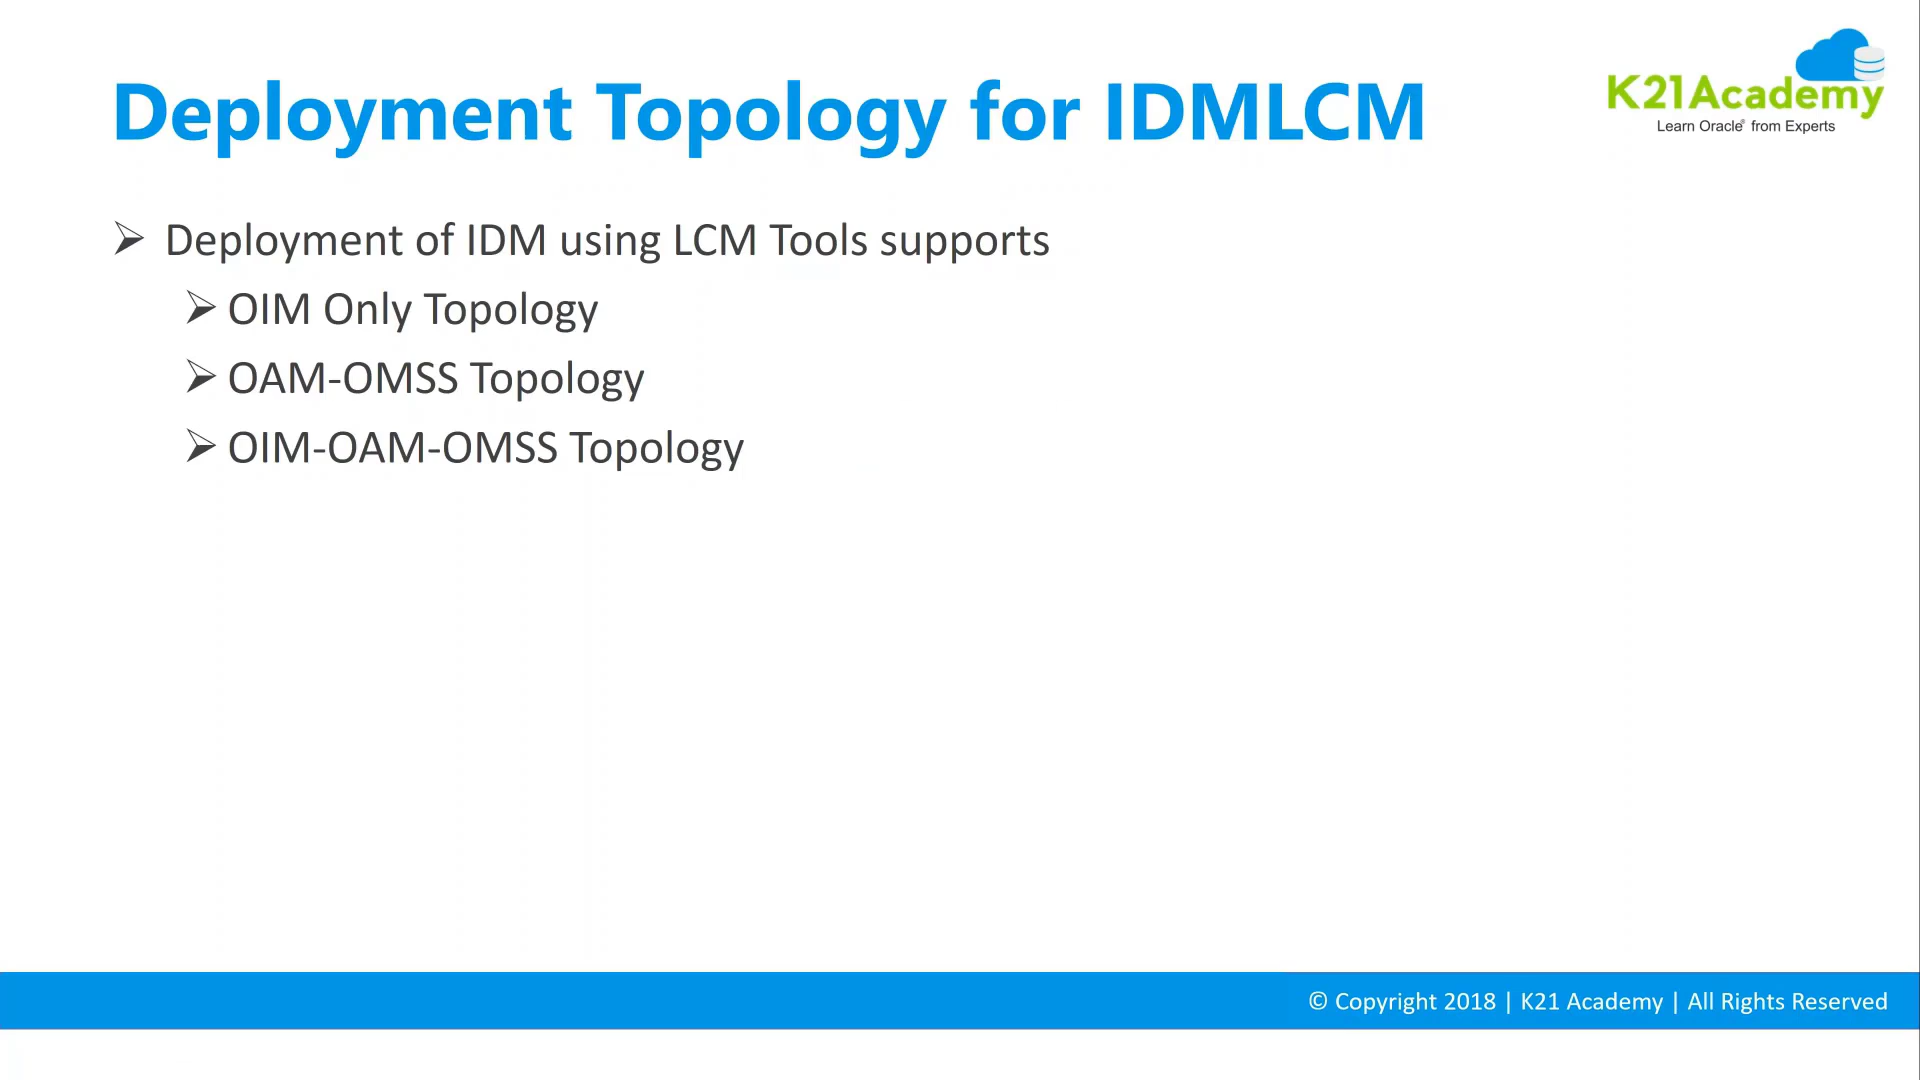 Deployment Topology for IDMLCM
K21Academy
Learn Oracle® from Experts
Deployment of IDM using LCM Tools supports
OIM Only Topology
OAM-OMSS Topology
OIM-OAM-OMSS Topology
© Copyright 2018 | K21 Academy | All Rights Reserved